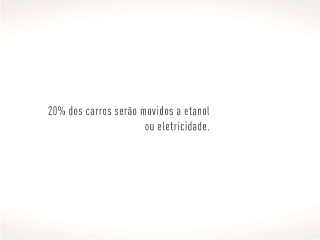 20% dos carros serão movidos a etanol
ou eletricidade.